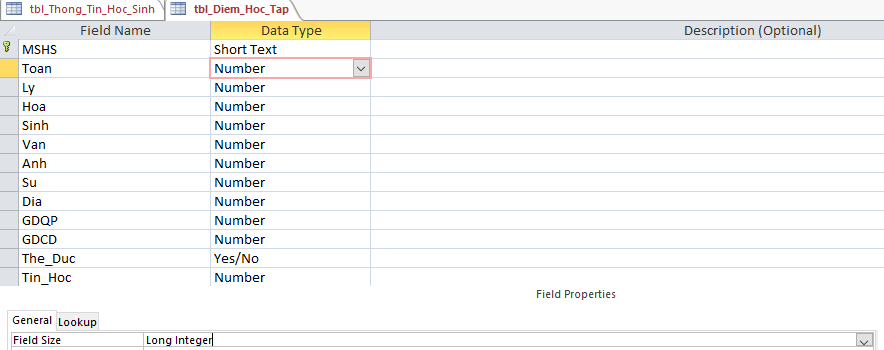 tbl_Thong_Tin_Hoc_Sinh tbl_Diem_Hoc_Tap
Field Name Data Type Description (Optional)
MSHS Short Text
Toan Number
Ly Number
Hoa Number
Sinh Number
Van Number
Anh Number
Su Number
Dia Number
GDQP Number
GDCD Number
The_Duc Yes/No
Tin_Hoc Number
Field Properties
General Lookup
Field Size Long Integer